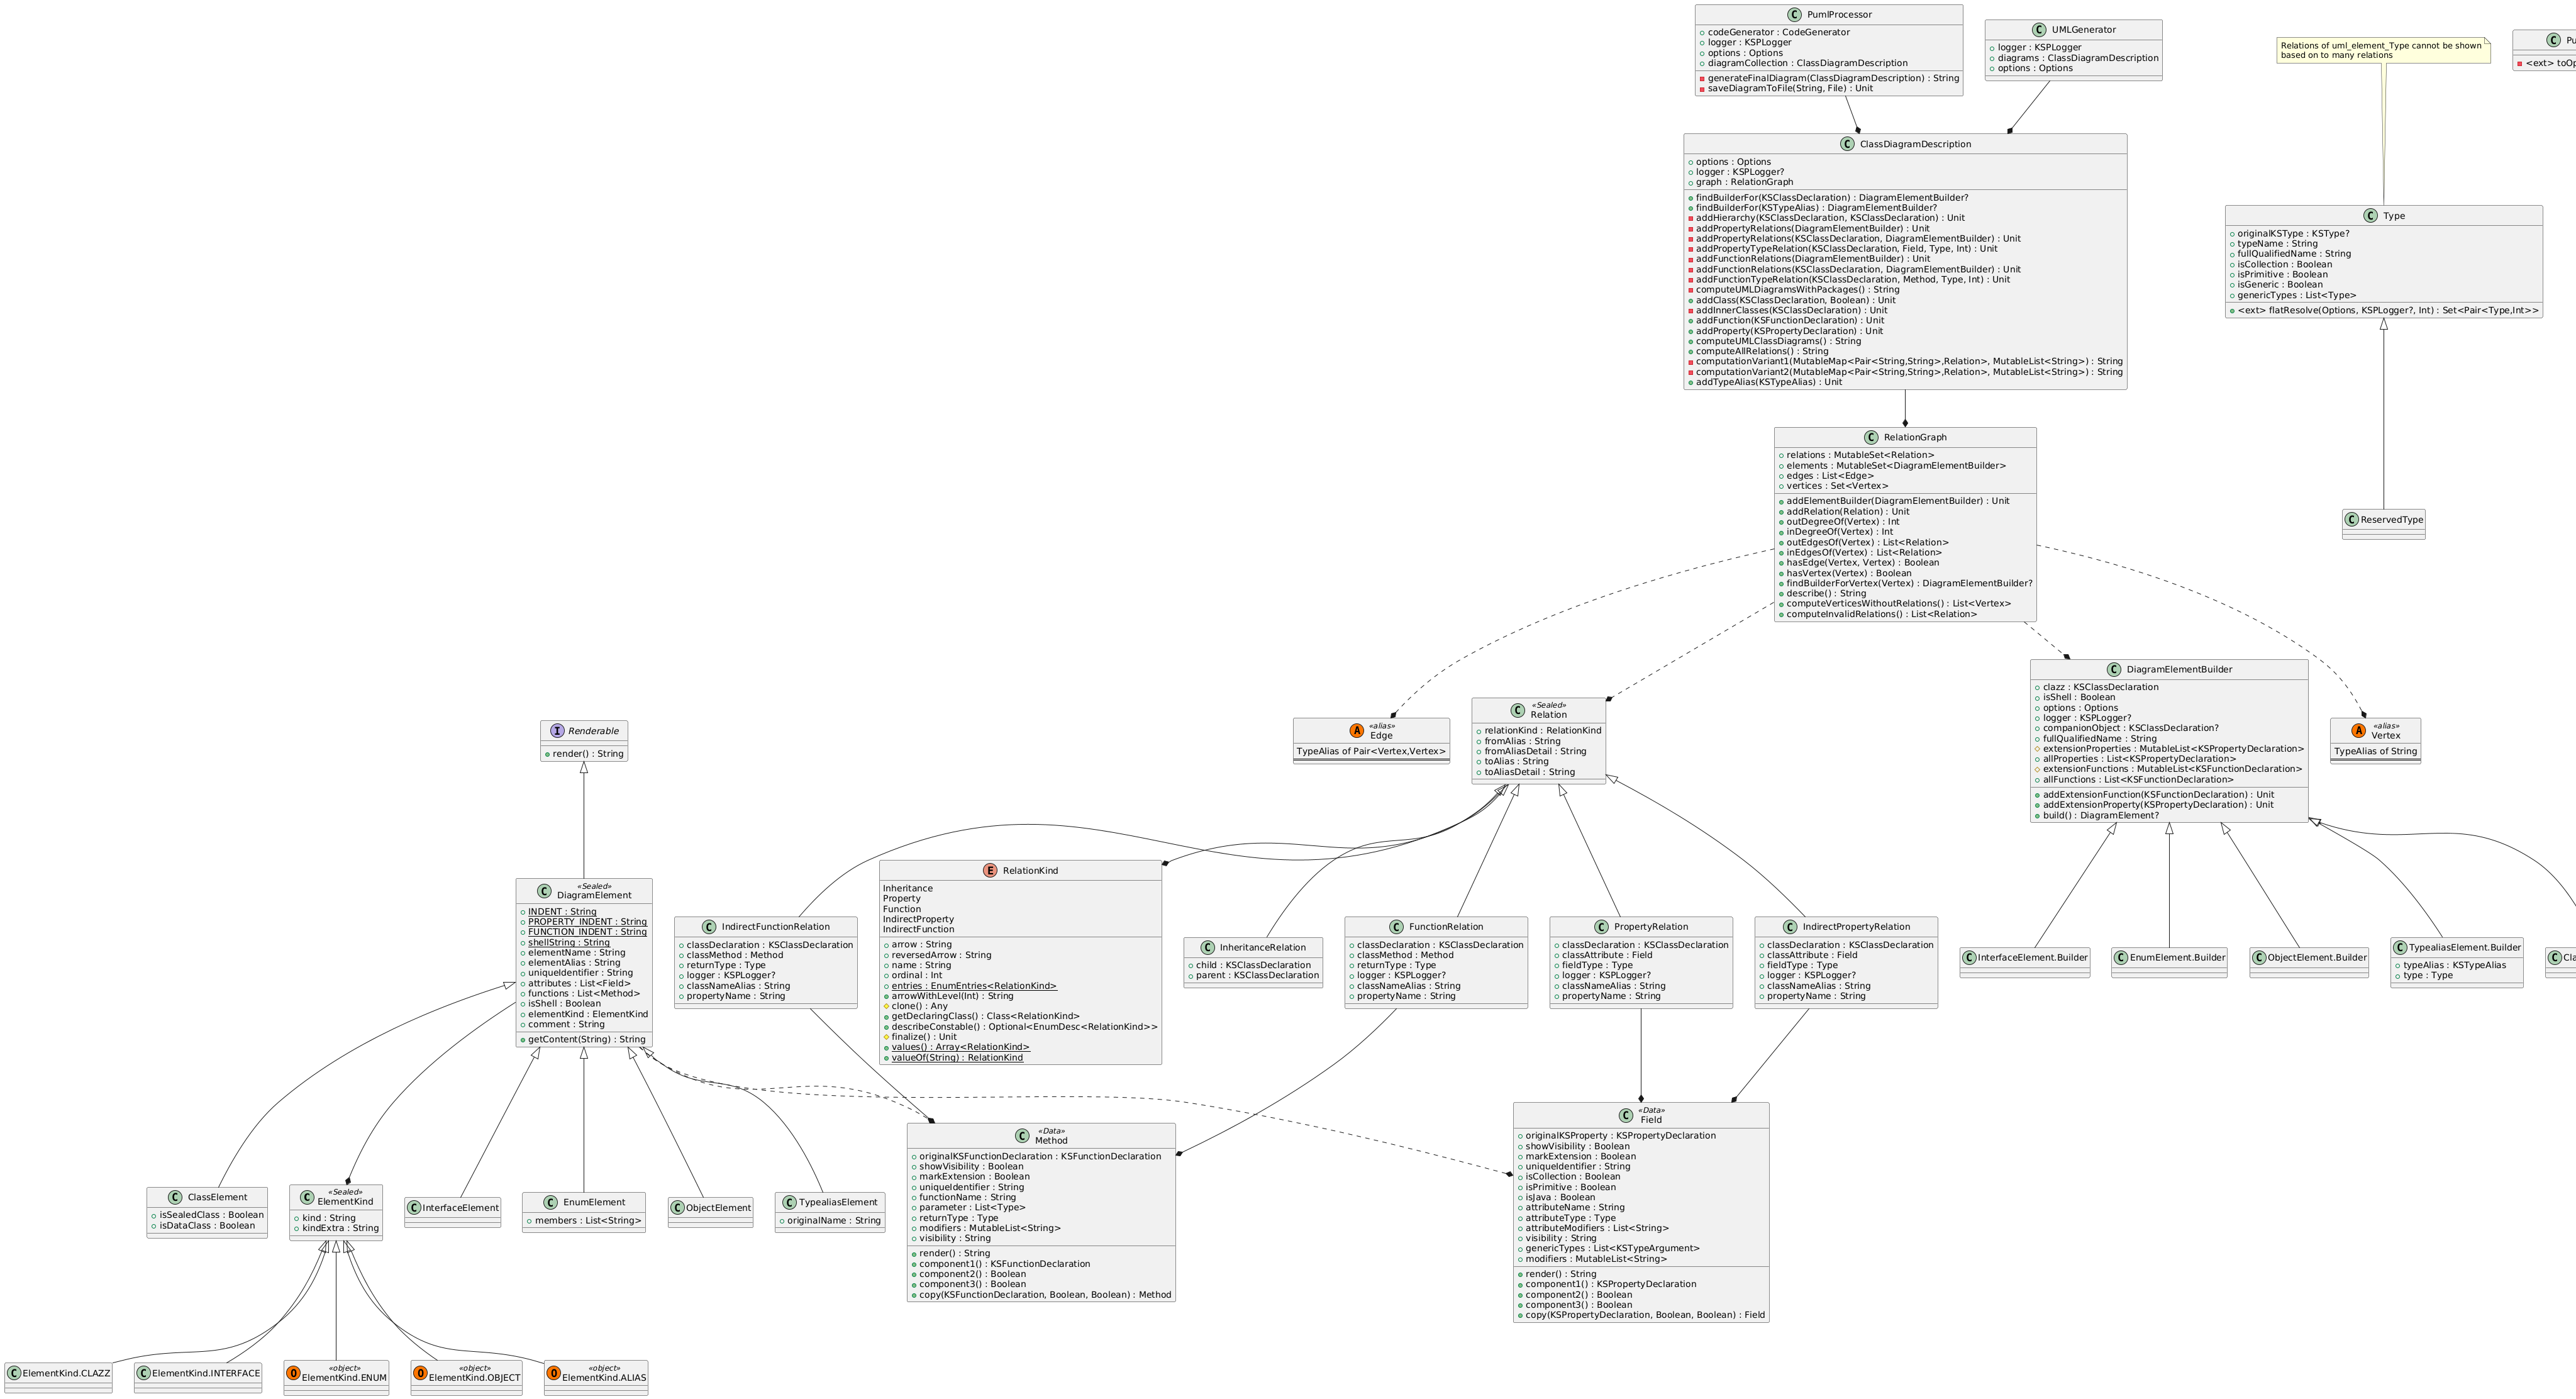 C PumlProcessor
codeGenerator : CodeGenerator
logger : KSPLogger
options : Options
diagramCollection : ClassDiagramDescription
generateFinalDiagram(ClassDiagramDescription) : String
saveDiagramToFile(String, File) : Unit
C UMLGenerator
logger : KSPLogger
diagrams : ClassDiagramDescription
options : Options
Relations of uml_element_Type cannot be shown
based on to many relations
C Pu
<ext> toOp
C ClassDiagramDescription
options : Options
logger : KSPLogger?
graph : RelationGraph
findBuilderFor(KSClassDeclaration) : DiagramElementBuilder?
findBuilderFor(KSTypeAlias) : DiagramElementBuilder?
addHierarchy(KSClassDeclaration, KSClassDeclaration) : Unit
addPropertyRelations(DiagramElementBuilder) : Unit
addPropertyRelations(KSClassDeclaration, DiagramElementBuilder) : Unit
addPropertyTypeRelation(KSClassDeclaration, Field, Type, Int) : Unit
addFunctionRelations(DiagramElementBuilder) : Unit
addFunctionRelations(KSClassDeclaration, DiagramElementBuilder) : Unit
addFunctionTypeRelation(KSClassDeclaration, Method, Type, Int) : Unit
computeUMLDiagramsWithPackages() : String
addClass(KSClassDeclaration, Boolean) : Unit
addInnerClasses(KSClassDeclaration) : Unit
addFunction(KSFunctionDeclaration) : Unit
addProperty(KSPropertyDeclaration) : Unit
computeUMLClassDiagrams() : String
computeAllRelations() : String
computationVariant1(MutableMap<Pair<String,String>,Relation>, MutableList<String>) : String
computationVariant2(MutableMap<Pair<String,String>,Relation>, MutableList<String>) : String
addTypeAlias(KSTypeAlias) : Unit
C Type
originalKSType : KSType?
typeName : String
fullQualifiedName : String
isCollection : Boolean
isPrimitive : Boolean
isGeneric : Boolean
genericTypes : List<Type>
<ext> flatResolve(Options, KSPLogger?, Int) : Set<Pair<Type,Int>>
C RelationGraph
relations : MutableSet<Relation>
elements : MutableSet<DiagramElementBuilder>
edges : List<Edge>
vertices : Set<Vertex>
addElementBuilder(DiagramElementBuilder) : Unit
addRelation(Relation) : Unit
outDegreeOf(Vertex) : Int
inDegreeOf(Vertex) : Int
outEdgesOf(Vertex) : List<Relation>
inEdgesOf(Vertex) : List<Relation>
hasEdge(Vertex, Vertex) : Boolean
hasVertex(Vertex) : Boolean
findBuilderForVertex(Vertex) : DiagramElementBuilder?
describe() : String
computeVerticesWithoutRelations() : List<Vertex>
computeInvalidRelations() : List<Relation>
C ReservedType
I Renderable
render() : String
A «alias»
Edge
TypeAlias of Pair<Vertex,Vertex>
C «Sealed»
Relation
relationKind : RelationKind
fromAlias : String
fromAliasDetail : String
toAlias : String
toAliasDetail : String
C DiagramElementBuilder
clazz : KSClassDeclaration
isShell : Boolean
options : Options
logger : KSPLogger?
companionObject : KSClassDeclaration?
fullQualifiedName : String
extensionProperties : MutableList<KSPropertyDeclaration>
allProperties : List<KSPropertyDeclaration>
extensionFunctions : MutableList<KSFunctionDeclaration>
allFunctions : List<KSFunctionDeclaration>
addExtensionFunction(KSFunctionDeclaration) : Unit
addExtensionProperty(KSPropertyDeclaration) : Unit
build() : DiagramElement?
A «alias»
Vertex
TypeAlias of String
C «Sealed»
DiagramElement
INDENT : String
PROPERTY_INDENT : String
FUNCTION_INDENT : String
shellString : String
elementName : String
elementAlias : String
uniqueIdentifier : String
attributes : List<Field>
functions : List<Method>
isShell : Boolean
elementKind : ElementKind
comment : String
getContent(String) : String
C IndirectFunctionRelation
classDeclaration : KSClassDeclaration
classMethod : Method
returnType : Type
logger : KSPLogger?
classNameAlias : String
propertyName : String
E RelationKind
Inheritance
Property
Function
IndirectProperty
IndirectFunction
arrow : String
reversedArrow : String
name : String
ordinal : Int
entries : EnumEntries<RelationKind>
arrowWithLevel(Int) : String
clone() : Any
getDeclaringClass() : Class<RelationKind>
describeConstable() : Optional<EnumDesc<RelationKind>>
finalize() : Unit
values() : Array<RelationKind>
valueOf(String) : RelationKind
C InheritanceRelation
child : KSClassDeclaration
parent : KSClassDeclaration
C FunctionRelation
classDeclaration : KSClassDeclaration
classMethod : Method
returnType : Type
logger : KSPLogger?
classNameAlias : String
propertyName : String
C PropertyRelation
classDeclaration : KSClassDeclaration
classAttribute : Field
fieldType : Type
logger : KSPLogger?
classNameAlias : String
propertyName : String
C IndirectPropertyRelation
classDeclaration : KSClassDeclaration
classAttribute : Field
fieldType : Type
logger : KSPLogger?
classNameAlias : String
propertyName : String
C InterfaceElement.Builder
C EnumElement.Builder
C ObjectElement.Builder
C TypealiasElement.Builder
typeAlias : KSTypeAlias
type : Type
C Cla
C ClassElement
isSealedClass : Boolean
isDataClass : Boolean
C «Sealed»
ElementKind
kind : String
kindExtra : String
C InterfaceElement
C EnumElement
members : List<String>
C ObjectElement
C TypealiasElement
originalName : String
C «Data»
Method
originalKSFunctionDeclaration : KSFunctionDeclaration
showVisibility : Boolean
markExtension : Boolean
uniqueIdentifier : String
functionName : String
parameter : List<Type>
returnType : Type
modifiers : MutableList<String>
visibility : String
render() : String
component1() : KSFunctionDeclaration
component2() : Boolean
component3() : Boolean
copy(KSFunctionDeclaration, Boolean, Boolean) : Method
C «Data»
Field
originalKSProperty : KSPropertyDeclaration
showVisibility : Boolean
markExtension : Boolean
uniqueIdentifier : String
isCollection : Boolean
isPrimitive : Boolean
isJava : Boolean
attributeName : String
attributeType : Type
attributeModifiers : List<String>
visibility : String
genericTypes : List<KSTypeArgument>
modifiers : MutableList<String>
render() : String
component1() : KSPropertyDeclaration
component2() : Boolean
component3() : Boolean
copy(KSPropertyDeclaration, Boolean, Boolean) : Field
C ElementKind.CLAZZ
C ElementKind.INTERFACE
O «object»
ElementKind.ENUM
O «object»
ElementKind.OBJECT
O «object»
ElementKind.ALIAS